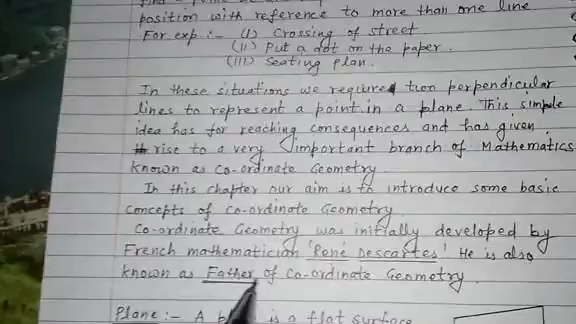 position with reference to more than one line
For exp :- (I) Crossing of street
(II) Put a dot on the paper.
(III) Seating plan.
In these situations we require two perpendicular
lines to represent a point in a plane. This simple
idea has far reaching consequences and has given
rise to a very important branch of Mathematics
known as Co-ordinate Geometry
In this chapter our aim is to introduce some basic
concepts of Co-ordinate Geometry
Co-ordinate Geometry was initially developed by
French mathematician 'René Descartes' He is also
known as Father of Co-ordinate Geometry.
Plane :- A is a flat surface